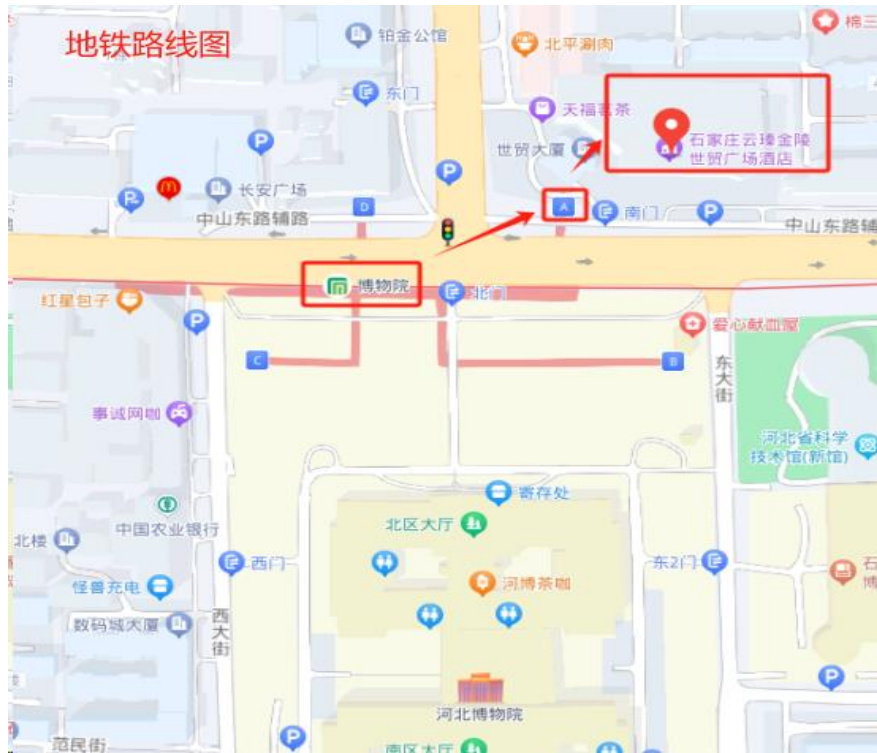 地铁路线图
铂金公馆
北平涮肉
棉三
东门
天福茗茶
石家庄云瑧金陵
世贸广场酒店
世贸大厦
P
P
P
长安广场
D
A
南门
P
中山东路辅路
中山东路辅
博物院
北门
红星包子
P
爱心献血屋
C
B
东大街
事诚网咖
河北省科学
技术馆(新馆)
寄存处
中国农业银行
北区大厅
北楼
西门
东2门
石
博
怪兽充电
河博茶咖
数码城大厦
西大街
P
河北博物院
范民街
P
南区大厅